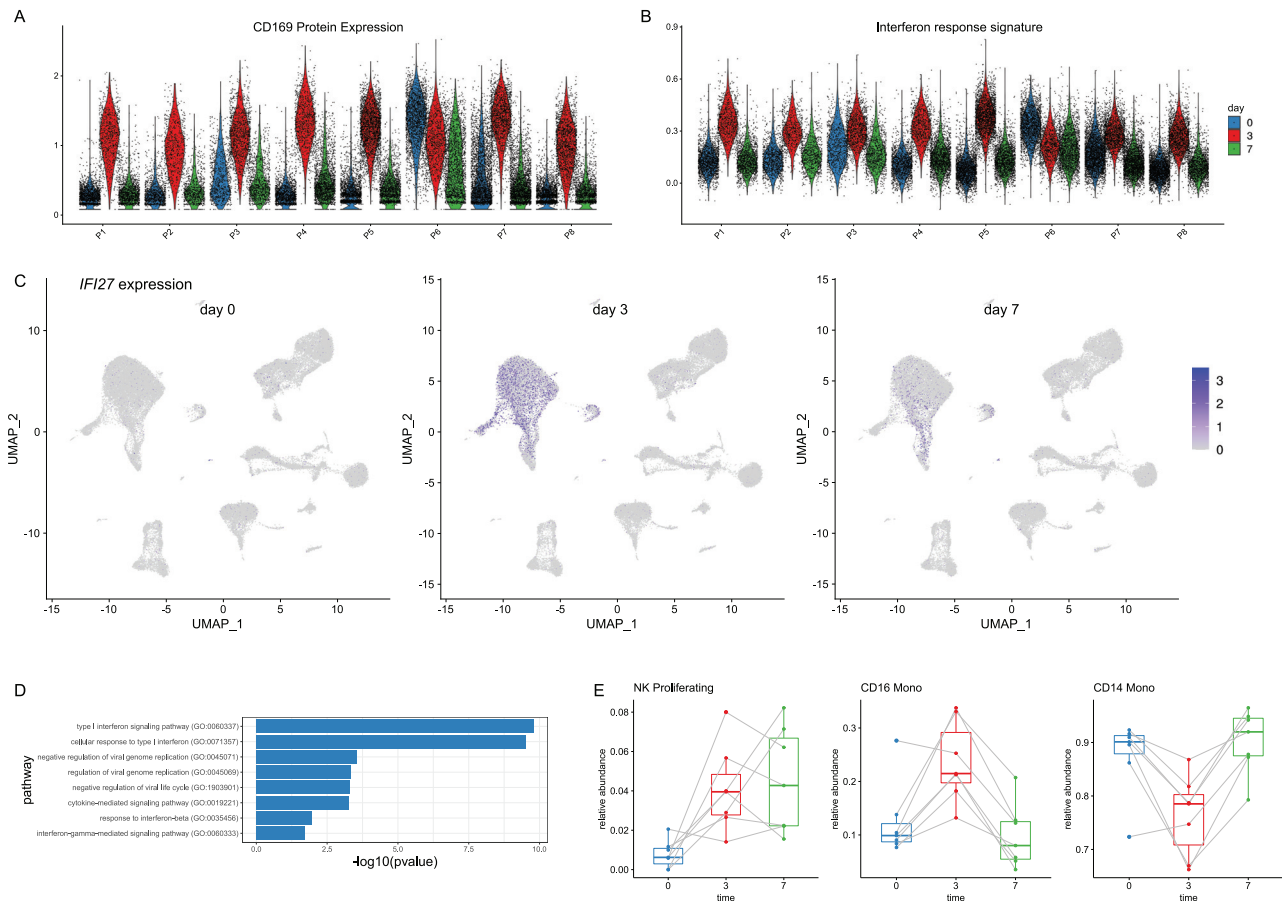 A
CD169 Protein Expression
2
1
0
P1 P2 P3 P4 P5 P6 P7 P8
B
Interferon response signature
0.9
0.6
0.3
0.0
P1 P2 P3 P4 P5 P6 P7 P8
day
0
3
7
C
IFI27 expression
day 0
10
5
0
-5
-10
UMAP_2
-15 -10 -5 0 5 10
UMAP_1
day 3
15
10
5
0
-5
-10
-15
UMAP_2
-15 -10 -5 0 5 10
UMAP_1
day 7
15
10
5
0
-5
-10
-15
UMAP_2
-15 -10 -5 0 5 10
UMAP_1
3
2
1
0
D
pathway
type I interferon signaling pathway (GO:0060337)
cellular response to type I interferon (GO:0071357)
negative regulation of viral genome replication (GO:0045071)
regulation of viral genome replication (GO:0045069)
negative regulation of viral life cycle (GO:1903901)
cytokine-mediated signaling pathway (GO:0019221)
response to interferon-beta (GO:0035456)
interferon-gamma-mediated signaling pathway (GO:0060333)
0.0 2.5 5.0 7.5 10.0
-log10(pvalue)
E
NK Proliferating
0.08
0.06
0.04
0.02
0.00
relative abundance
0 3 7
time
CD16 Mono
0.3
0.2
0.1
relative abundance
0 3 7
time
CD14 Mono
0.9
0.8
0.7
relative abundance
0 3 7
time